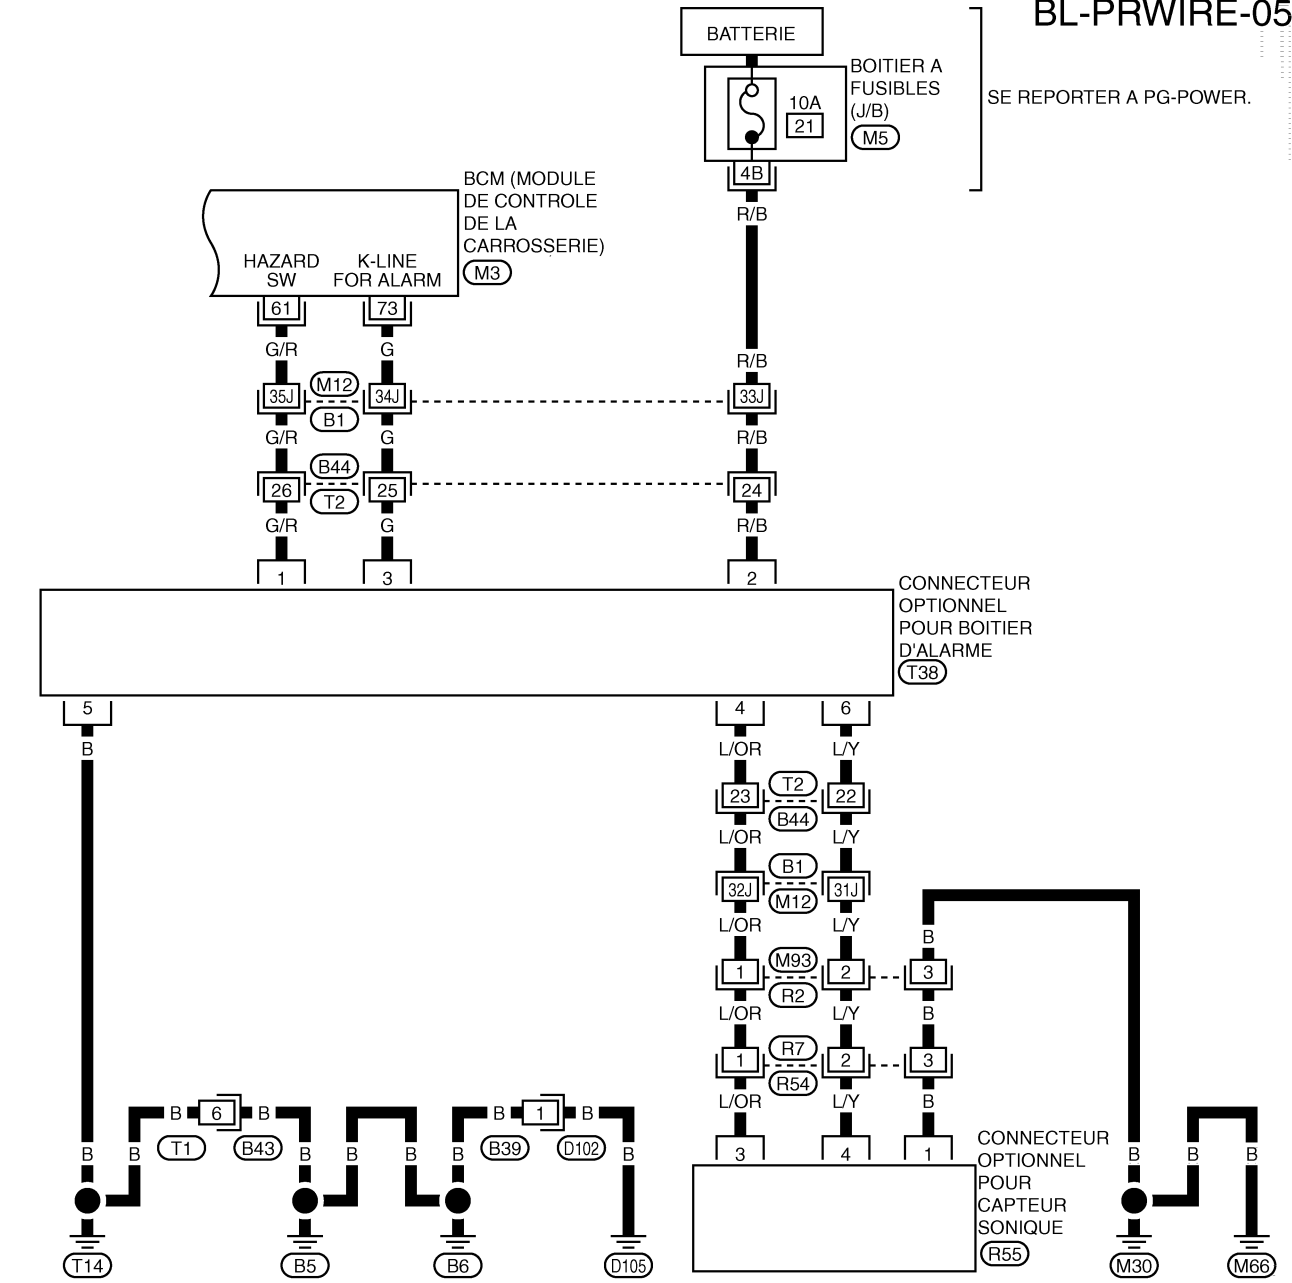 BL-PRWIRE-05
BATTERIE
BOITIER A
FUSIBLES
(J/B)
M5
10A
21
SE REPORTER A PG-POWER.
4B
R/B
BCM (MODULE
DE CONTROLE
DE LA
CARROSSERIE)
M3
HAZARD
SW
K-LINE
FOR ALARM
61
73
G/R
G
R/B
35J
M12
34J
33J
B1
G/R
G
R/B
B44
26
25
24
T2
G/R
G
R/B
1
3
2
CONNECTEUR
OPTIONNEL
POUR BOITIER
D'ALARME
T38
5
4
6
B
L/OR
L/Y
T2
23
22
B44
L/OR
L/Y
B1
32J
31J
M12
L/OR
L/Y
B
M93
1
2
3
R2
L/OR
L/Y
B
R7
1
2
3
R54
L/OR
L/Y
B
B
6
B
B
1
B
T1
B43
B39
D102
B
B
B
B
B
B
B
3
4
1
CONNECTEUR
OPTIONNEL
POUR
CAPTEUR
SONIQUE
R55
B
B
B
T14
B5
B6
D105
M30
M66